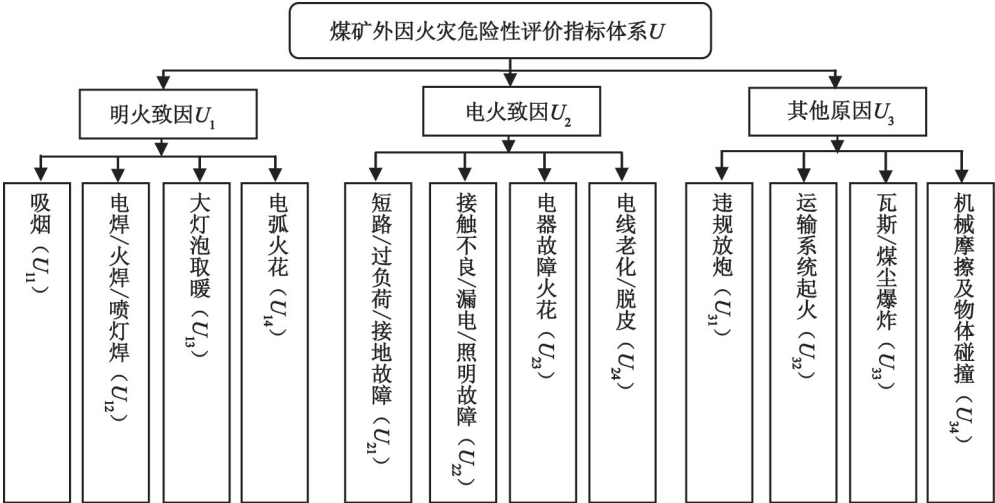 煤矿外因火灾危险性评价指标体系U
明火致因U1
电火致因U2
其他原因U3
吸烟（U11）
电焊/火焊/喷灯焊（U12）
大灯泡取暖（U13）
电弧火花（U14）
短路/过负荷/接地故障（U21）
接触不良/漏电/照明故障（U22）
电器故障火花（U23）
电线老化/脱皮（U24）
违规放炮（U31）
运输系统起火（U32）
瓦斯/煤尘爆炸（U33）
机械摩擦及物体碰撞（U34）